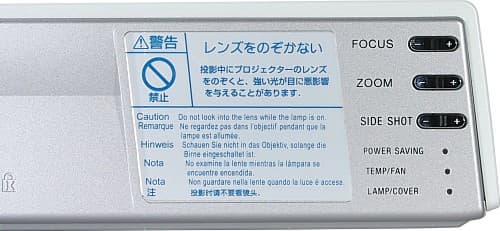 警告
禁止
レンズをのぞかない
投影中にプロジェクターのレンズ
をのぞくと、強い光が目に悪影響
を与えることがあります.
Caution Do not look into the lens while the lamp is on.
Remarque Ne regardez pas dans l'objectif pendant que la
lampe est allumée.
Hinweis Schauen Sie nicht in das Objektiv, solange die
Birne eingeschaltet ist.
Nota No examine la lente mientras la lámpara se
encuentre encendida.
Nota Non guardare nella lente quando la luce é accesa.
注 投影时请不要看镜头.
FOCUS - +
ZOOM - +
SIDE SHOT - +
POWER SAVING
TEMP/FAN
LAMP/COVER